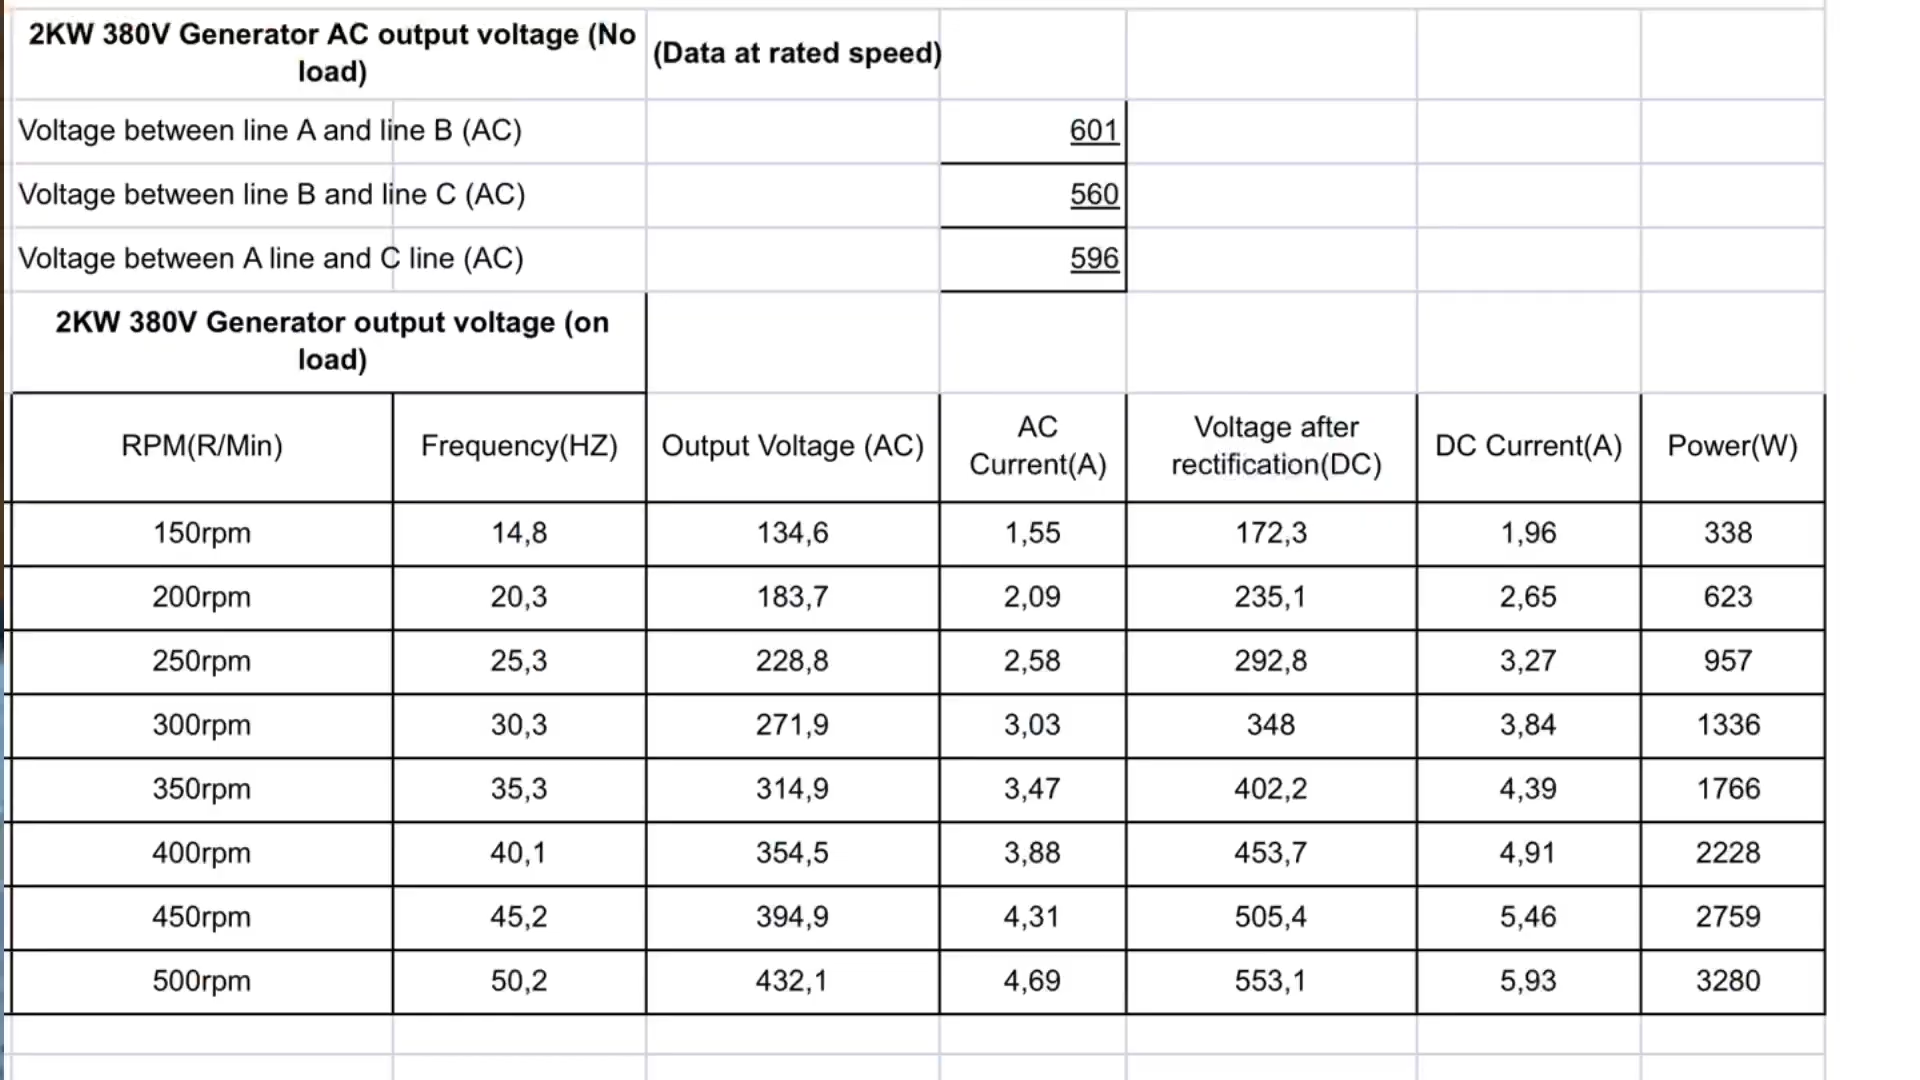 2KW 380V Generator AC output voltage (No load) (Data at rated speed)
Voltage between line A and line B (AC) 601
Voltage between line B and line C (AC) 560
Voltage between A line and C line (AC) 596
2KW 380V Generator output voltage (on load)
RPM(R/Min) Frequency(HZ) Output Voltage (AC) AC Current(A) Voltage after rectification(DC) DC Current(A) Power(W)
150rpm 14,8 134,6 1,55 172,3 1,96 338
200rpm 20,3 183,7 2,09 235,1 2,65 623
250rpm 25,3 228,8 2,58 292,8 3,27 957
300rpm 30,3 271,9 3,03 348 3,84 1336
350rpm 35,3 314,9 3,47 402,2 4,39 1766
400rpm 40,1 354,5 3,88 453,7 4,91 2228
450rpm 45,2 394,9 4,31 505,4 5,46 2759
500rpm 50,2 432,1 4,69 553,1 5,93 3280